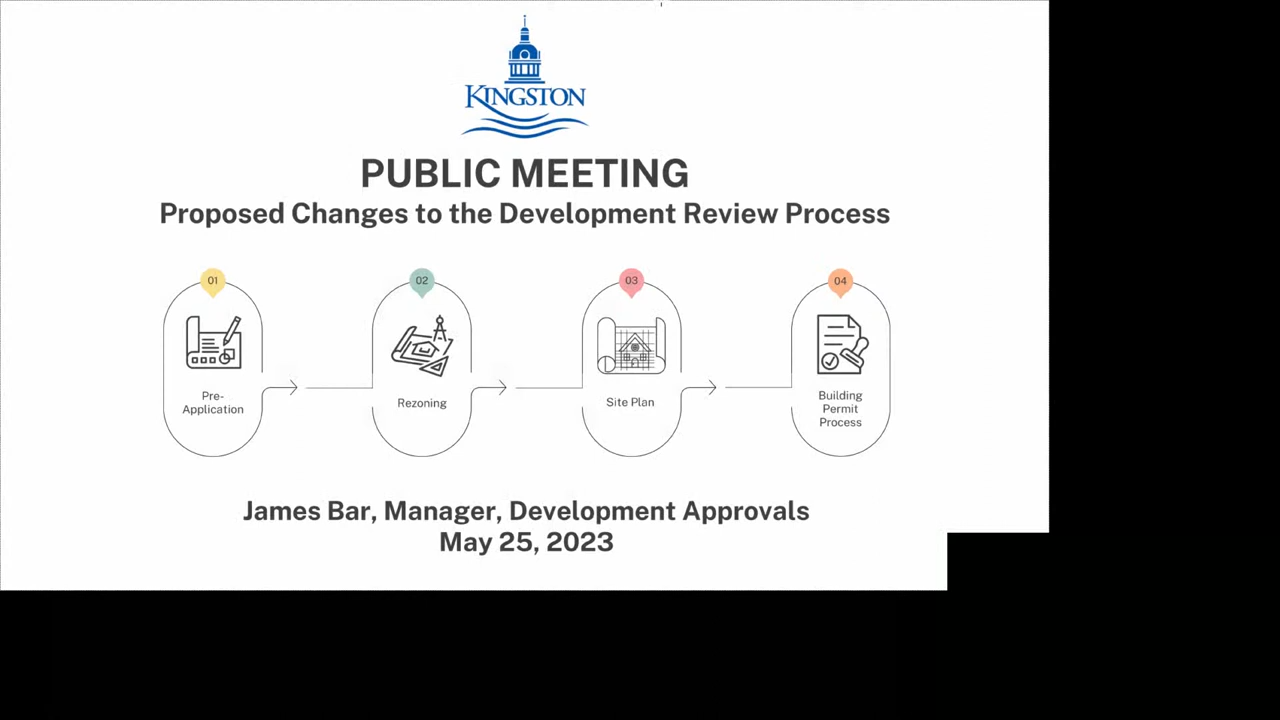 KINGSTON
PUBLIC MEETING
Proposed Changes to the Development Review Process
01
02
03
04
Pre-
Application
Rezoning
Site Plan
Building
Permit
Process
James Bar, Manager, Development Approvals
May 25, 2023